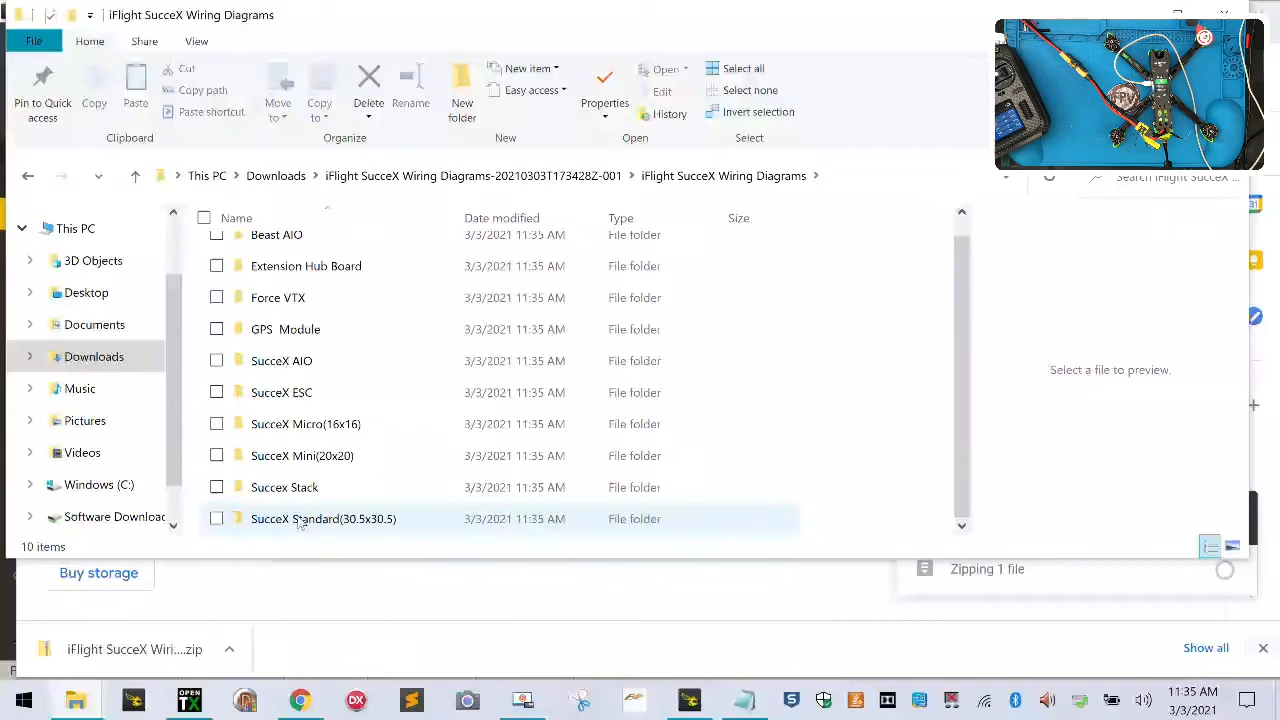 iFlight SucceX Wiring Diagrams
File
Home
Share
View
Pin to Quick access
Copy
Paste
Cut
Copy path
Paste shortcut
Clipboard
Move to
Copy to
Delete
Rename
Organize
New folder
New item
Easy access
New
Properties
Open
Edit
History
Open
Select all
Select none
Invert selection
Select
This PC
Downloads
iFlight SucceX Wiring Diagrams-20210303T173428Z-001
iFlight SucceX Wiring Diagrams
Search iFlight SucceX ...
This PC
3D Objects
Desktop
Documents
Downloads
Music
Pictures
Videos
Windows (C:)
Software Downloac
Name Date modified Type Size
Beast AIO 3/3/2021 11:35 AM File folder
Extension Hub Board 3/3/2021 11:35 AM File folder
Force VTX 3/3/2021 11:35 AM File folder
GPS Module 3/3/2021 11:35 AM File folder
SucceX AIO 3/3/2021 11:35 AM File folder
SucceX ESC 3/3/2021 11:35 AM File folder
SucceX Micro(16x16) 3/3/2021 11:35 AM File folder
SucceX Mini(20x20) 3/3/2021 11:35 AM File folder
Succex Stack 3/3/2021 11:35 AM File folder
SucceX Standard(30.5x30.5) 3/3/2021 11:35 AM File folder
Select a file to preview.
10 items
Buy storage
Zipping 1 file
iFlight SucceX Wiri....zip
Show all
OPEN
TX
DX
11:35 AM
3/3/2021